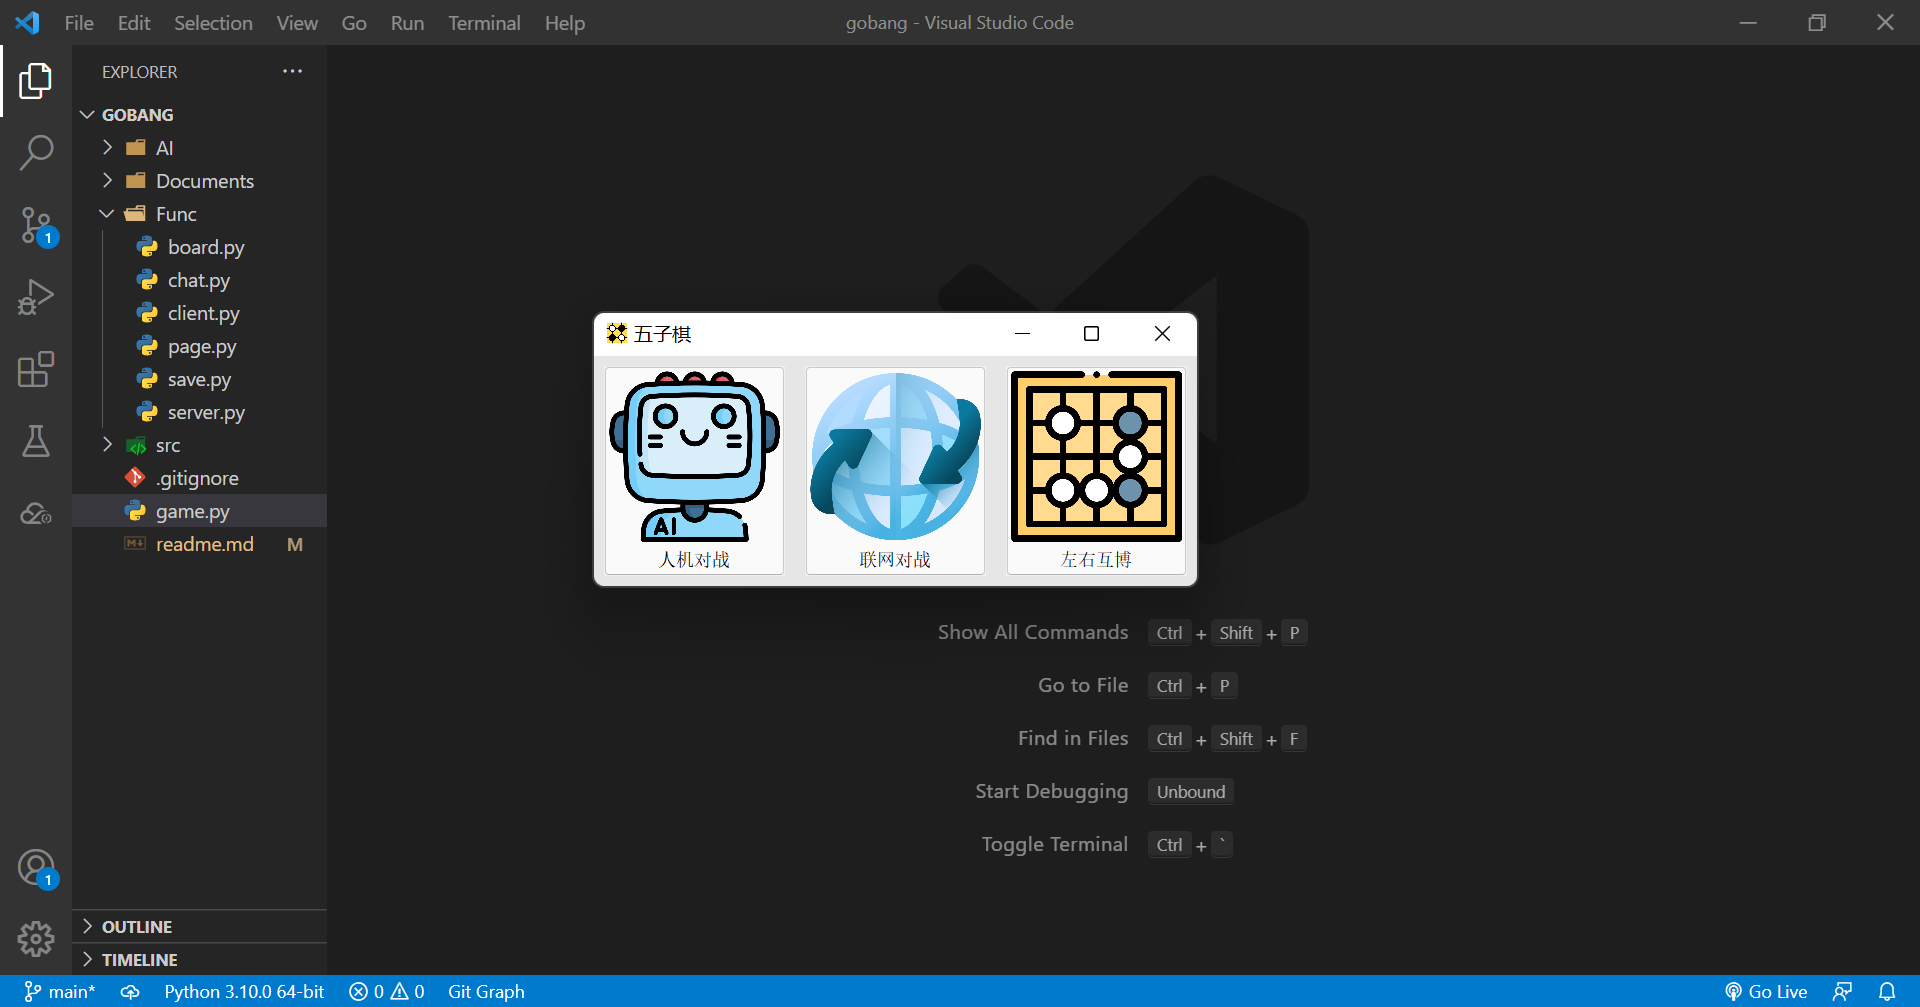 File Edit Selection View Go Run Terminal Help
gobang - Visual Studio Code
EXPLORER
GOBANG
AI
Documents
Func
board.py
chat.py
client.py
page.py
save.py
server.py
src
.gitignore
game.py
readme.md M
1
1
OUTLINE
TIMELINE
五子棋
AI
人机对战
联网对战
左右互博
Show All Commands Ctrl + Shift + P
Go to File Ctrl + P
Find in Files Ctrl + Shift + F
Start Debugging Unbound
Toggle Terminal Ctrl + `
main* Python 3.10.0 64-bit 0 0 Git Graph Go Live